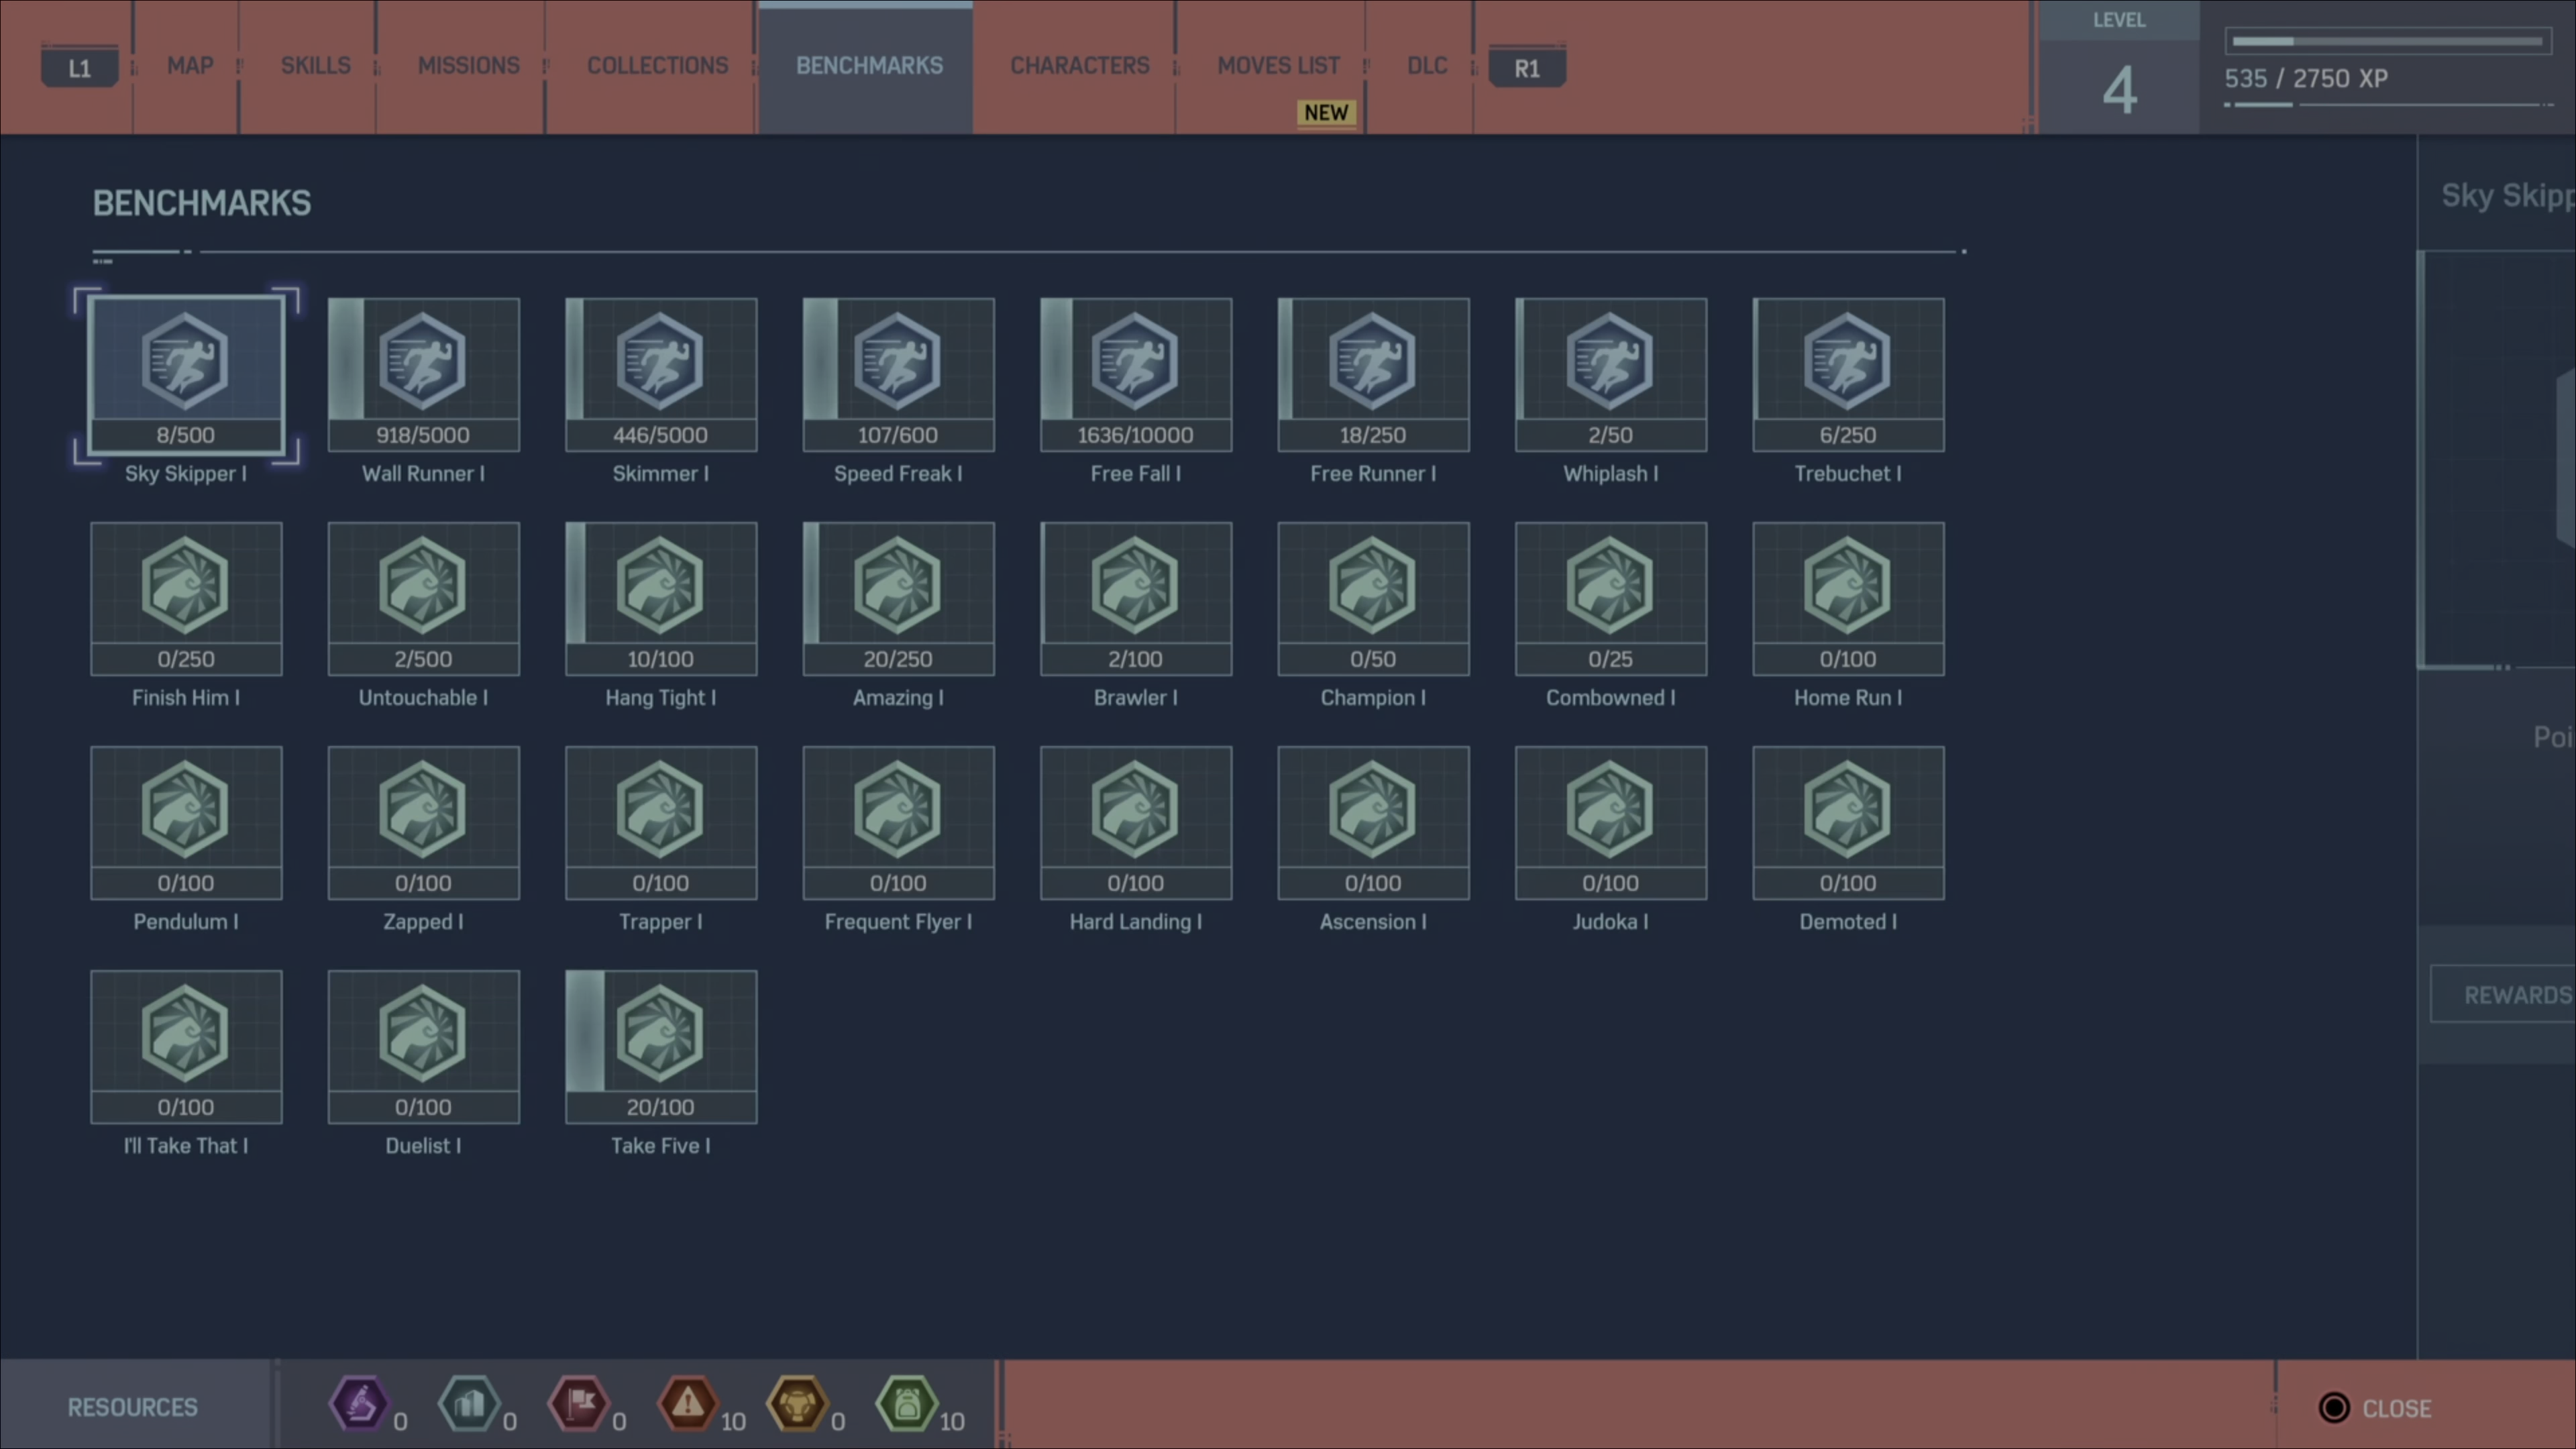 L1 MAP SKILLS MISSIONS COLLECTIONS BENCHMARKS CHARACTERS MOVES LIST DLC R1
NEW
LEVEL
4
535 / 2750 XP
BENCHMARKS
Sky Skipp
8/500 918/5000 446/5000 107/600 1636/10000 18/250 2/50 6/250
Sky Skipper I Wall Runner I Skimmer I Speed Freak I Free Fall I Free Runner I Whiplash I Trebuchet I
0/250 2/500 10/100 20/250 2/100 0/50 0/25 0/100
Finish Him I Untouchable I Hang Tight I Amazing I Brawler I Champion I Combowned I Home Run I
Poi
0/100 0/100 0/100 0/100 0/100 0/100 0/100 0/100
Pendulum I Zapped I Trapper I Frequent Flyer I Hard Landing I Ascension I Judoka I Demoted I
REWARDS
0/100 0/100 20/100
I'll Take That I Duelist I Take Five I
RESOURCES 0 0 0 10 0 10 CLOSE